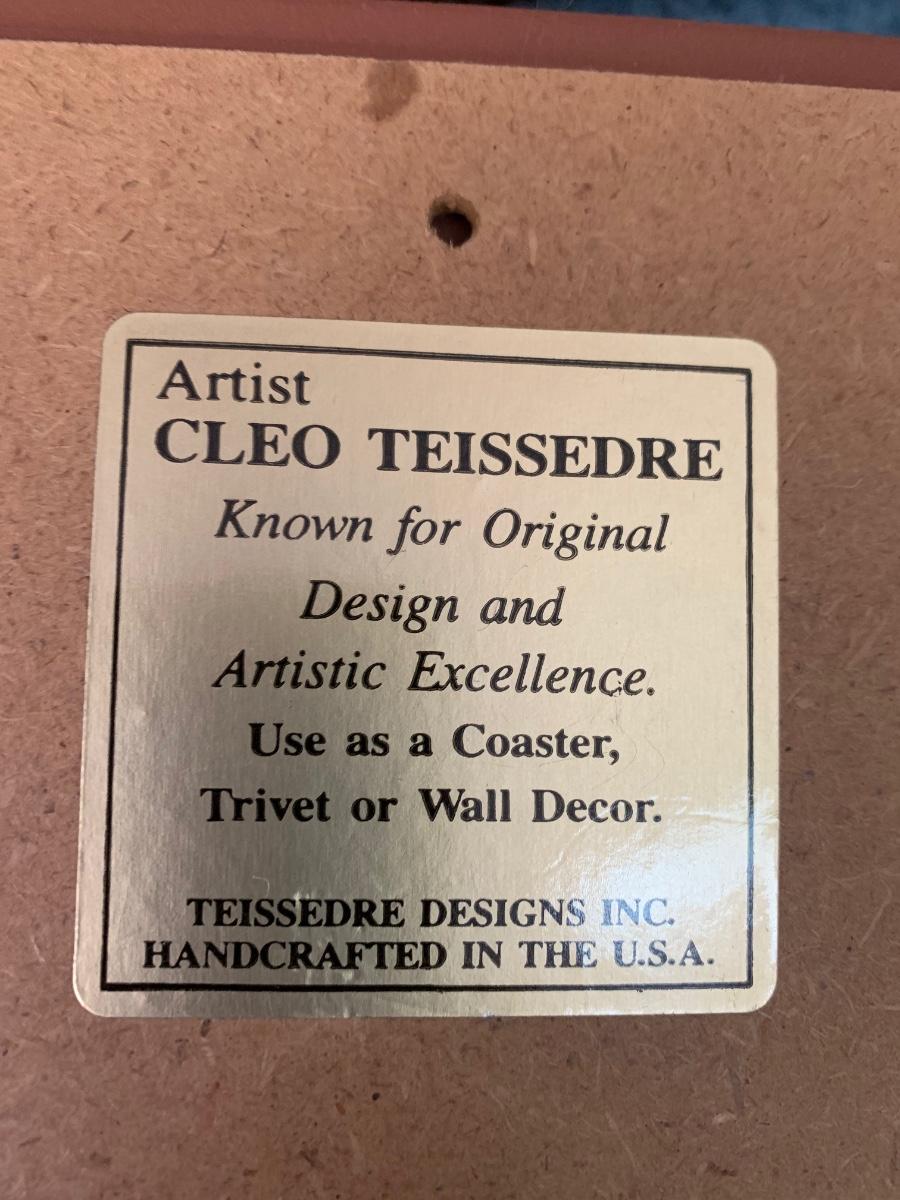 Artist
CLEO TEISSEDRE
Known for Original
Design and
Artistic Excellence.
Use as a Coaster,
Trivet or Wall Decor.
TEISSEDRE DESIGNS INC.
HANDCRAFTED IN THE U.S.A.